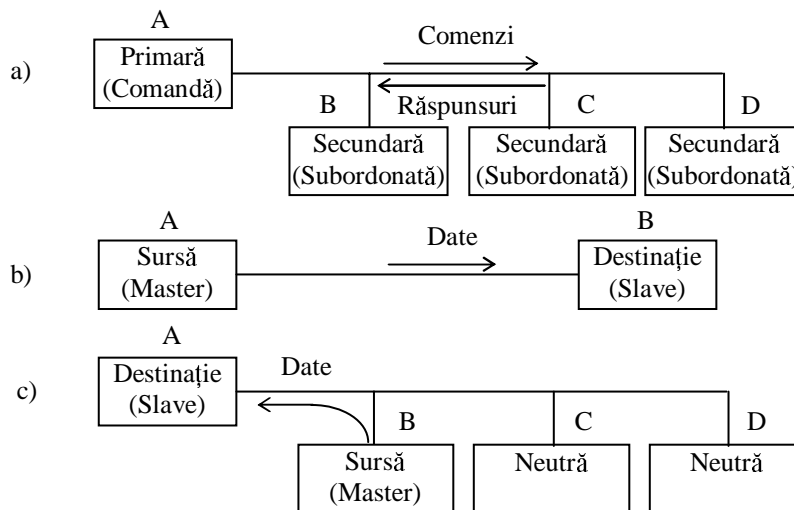 A
Primară
(Comandă)
a)
Comenzi
Răspunsuri
B
C
D
Secundară
(Subordonată)
Secundară
(Subordonată)
Secundară
(Subordonată)
A
B
b)
Sursă
(Master)
Date
Destinație
(Slave)
A
c)
Destinație
(Slave)
Date
B
C
D
Sursă
(Master)
Neutră
Neutră